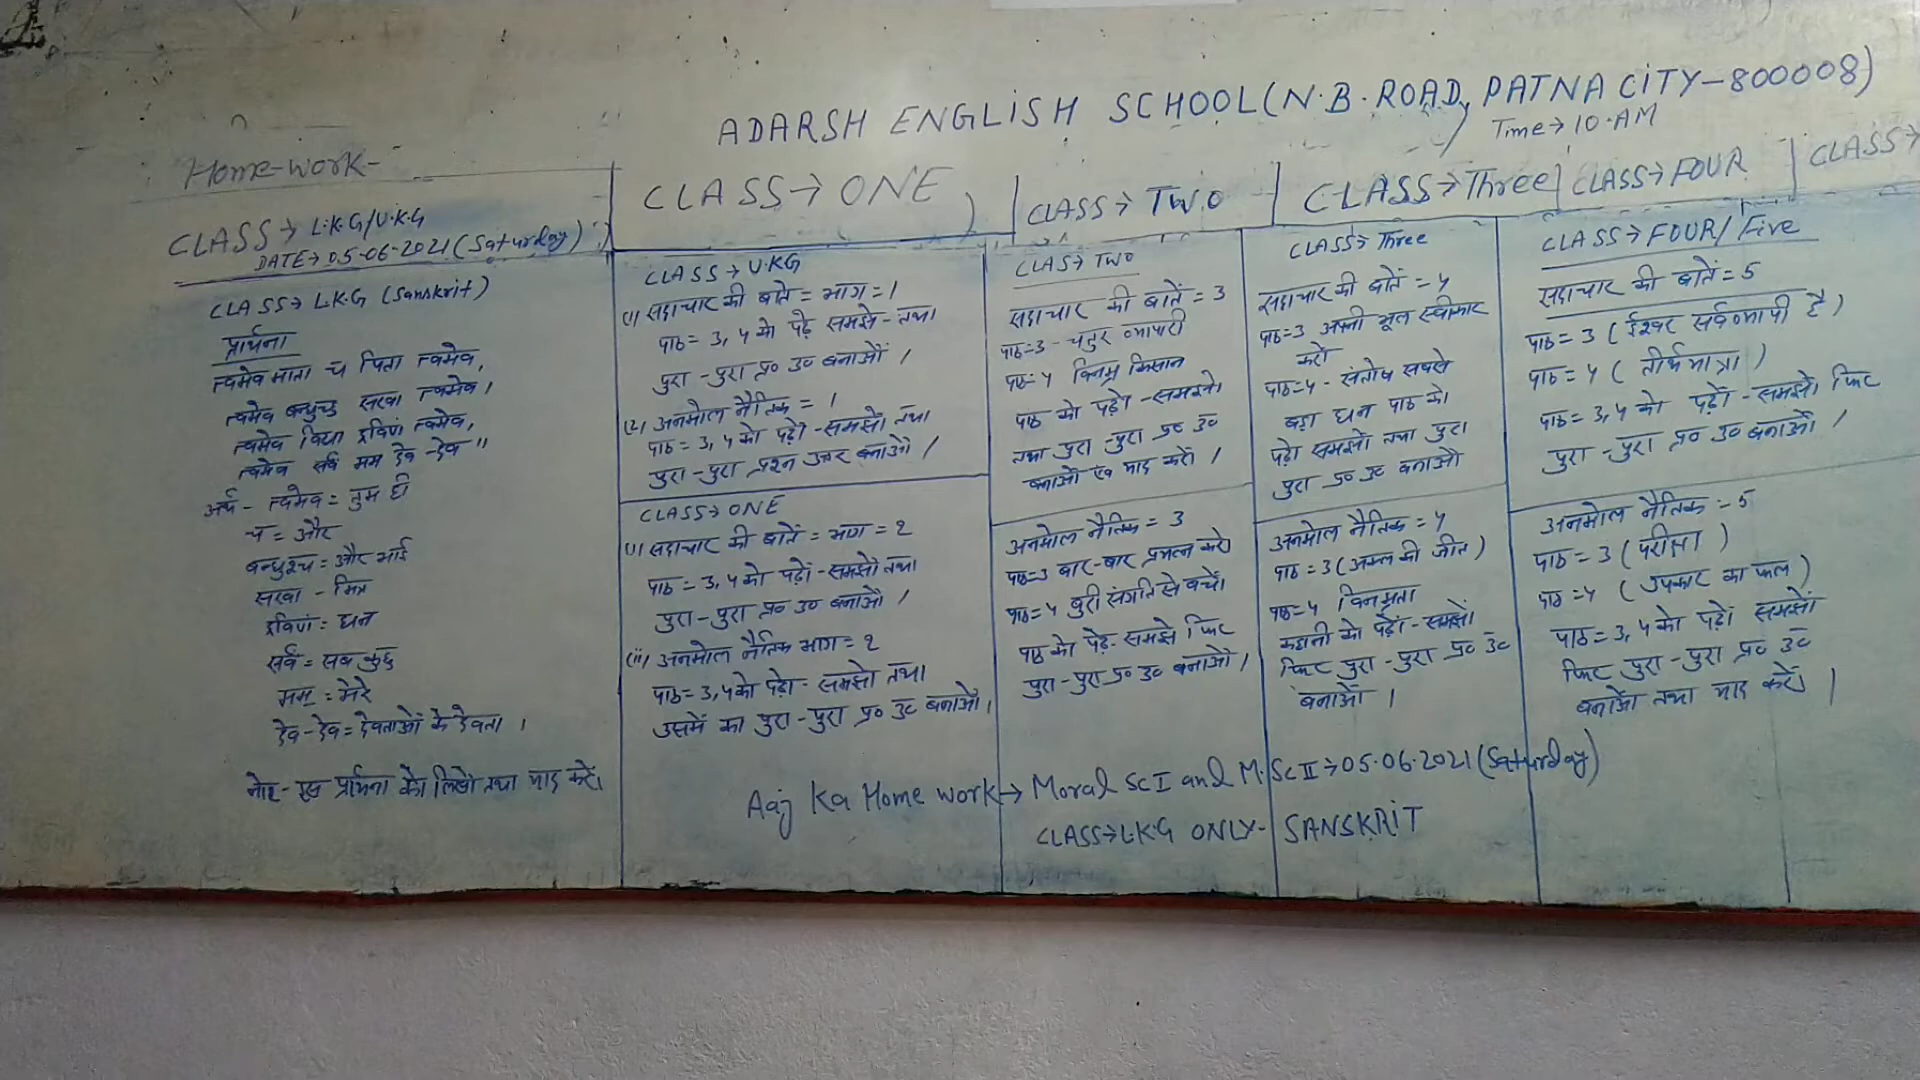 ADARSH ENGLISH SCHOOL (N.B. ROAD, PATNA CITY-800008)
Time→10.AM
Home-work-
CLASS→ L.K.G/U.K.G
DATE→05-06-2021 (Saturday)
CLASS→ONE
CLASS→TWO
CLASS→Three
CLASS→FOUR
CLASS→
CLASS→ L.K.G (Sanskrit)
प्रार्थना
त्वमेव माता च पिता त्वमेव,
त्वमेव बन्धुश्च सखा त्वमेव।
त्वमेव विद्या द्रविणं त्वमेव,
त्वमेव सर्व मम देव-देव"
अर्थ- त्वमेव = तुम ही
च = और
बन्धुश्च = और भाई
सखा - मित्र
द्रविणं = धन
सर्व = सब कुछ
मम = मेरे
देव-देव = देवताओं के देवता ।
नोट- इस प्रार्थना को लिखो तथा याद करें।
CLASS→ U.KG
(i) सदाचार की बाते = भाग = 1
पाठ = 3, 4 को पढ़े समझे - तथा
पुरा - पुरा प्र० उ० बनाओं ।
(ii) अनमोल नैतिक = 1
पाठ = 3, 4 को पढ़ो - समझो तथा
पुरा - पुरा प्रश्न उत्तर बनाओ ।
CLASS→ONE
(i) सदाचार की बातें = भाग = 2
पाठ = 3, 4 को पढ़ों - समझों तथा
पुरा - पुरा प्र० उ० बनाओं ।
(ii) अनमोल नैतिक भाग = 2
पाठ = 3, 4 को पढ़ो - समझो तथा
उसमें का पुरा - पुरा प्र० उ० बनाओं।
CLAS→ TWO
सदाचार की बातें = 3
पाठ=3 - चतुर व्यापारी
पाठ=4 विनम्र किसान
पाठ को पढ़ो - समझो
तथा पुरा - पुरा प्र० उ०
बनाओं एवं याद करो ।
अनमोल नैतिक = 3
पाठ=3 बार-बार प्रयत्न करो
पाठ=4 बुरी संगति से बचें।
पाठ को पढ़े- समझे फिर
पुरा - पुरा प्र० उ० बनाओं।
CLASS→ Three
सदाचार की बातें = 4
पाठ=3 अपनी भूल स्वीकार
करो
पाठ=4 - संतोष सबसे
बड़ा धन पाठ को
पढ़ो समझो तथा पुरा
पुरा प्र० उ० बनाओ
अनमोल नैतिक = 4
पाठ = 3 (अक्ल की जीत)
पाठ=4 विनम्रता
कहानी को पढ़ों - समझों
फिर पुरा - पुरा प्र० उ०
बनाओं ।
CLASS→ FOUR/Five
सदाचार की बातें = 5
पाठ = 3 (ईश्वर सर्वव्यापी है)
पाठ = 4 (तीर्थयात्रा)
पाठ = 3, 4 को पढ़ों - समझो फिर
पुरा - पुरा प्र० उ० बनाओं ।
अनमोल नैतिक = 5
पाठ = 3 (परीक्षा)
पाठ = 4 (उपकार का फल)
पाठ = 3, 4 को पढ़ो समझों
फिर पुरा - पुरा प्र० उ०
बनाओं तथा याद करें ।
Aaj Ka Home work→ Moral SC I and M.Sc II→05.06.2021 (Saturday)
CLASS→L.K.G ONLY- SANSKRIT